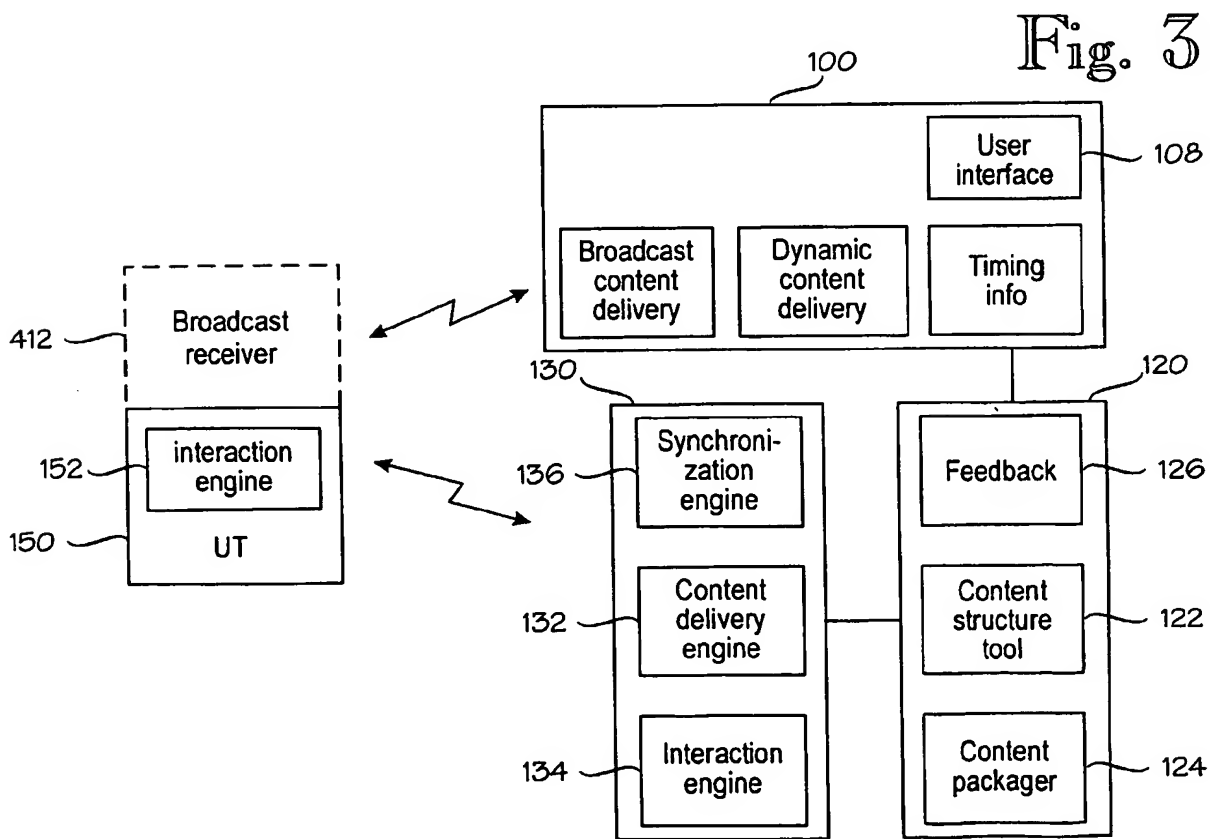 Fig. 3
100
User
interface
108
Broadcast
content
delivery
Dynamic
content
delivery
Timing
info
Broadcast
receiver
412
130
120
interaction
engine
152
UT
150
Synchroni-
zation
engine
136
Feedback
126
Content
delivery
engine
132
Content
structure
tool
122
Interaction
engine
134
Content
packager
124